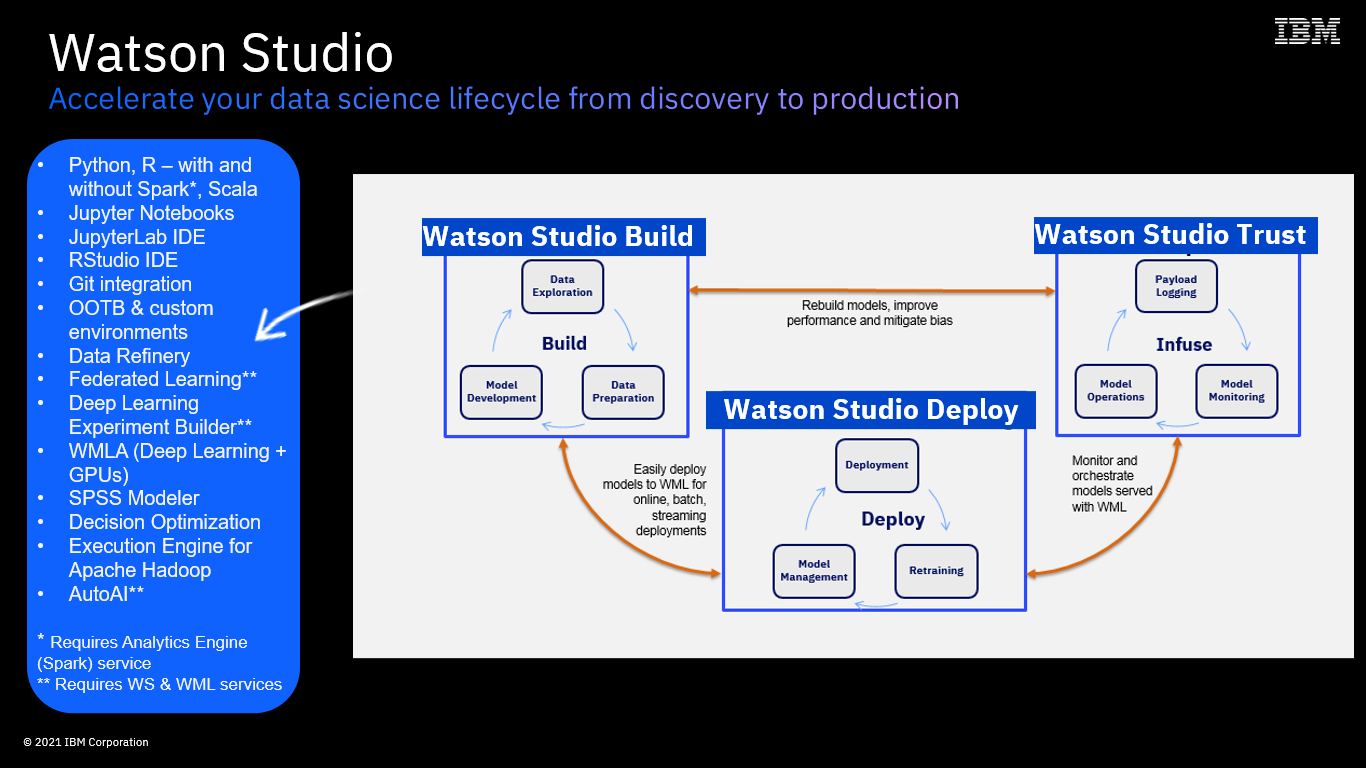 IBM
Watson Studio
Accelerate your data science lifecycle from discovery to production
• Python, R – with and
without Spark*, Scala
• Jupyter Notebooks
• JupyterLab IDE
• RStudio IDE
• Git integration
• OOTB & custom
environments
• Data Refinery
• Federated Learning**
• Deep Learning
Experiment Builder**
• WMLA (Deep Learning +
GPUs)
• SPSS Modeler
• Decision Optimization
• Execution Engine for
Apache Hadoop
• AutoAI**
* Requires Analytics Engine
(Spark) service
** Requires WS & WML services
Watson Studio Build
Data
Exploration
Build
Model
Development
Data
Preparation
Rebuild models, improve
performance and mitigate bias
Watson Studio Trust
Payload
Logging
Infuse
Model
Operations
Model
Monitoring
Watson Studio Deploy
Deployment
Deploy
Model
Management
Retraining
Easily deploy
models to WML for
online, batch,
streaming
deployments
Monitor and
orchestrate
models served
with WML
© 2021 IBM Corporation